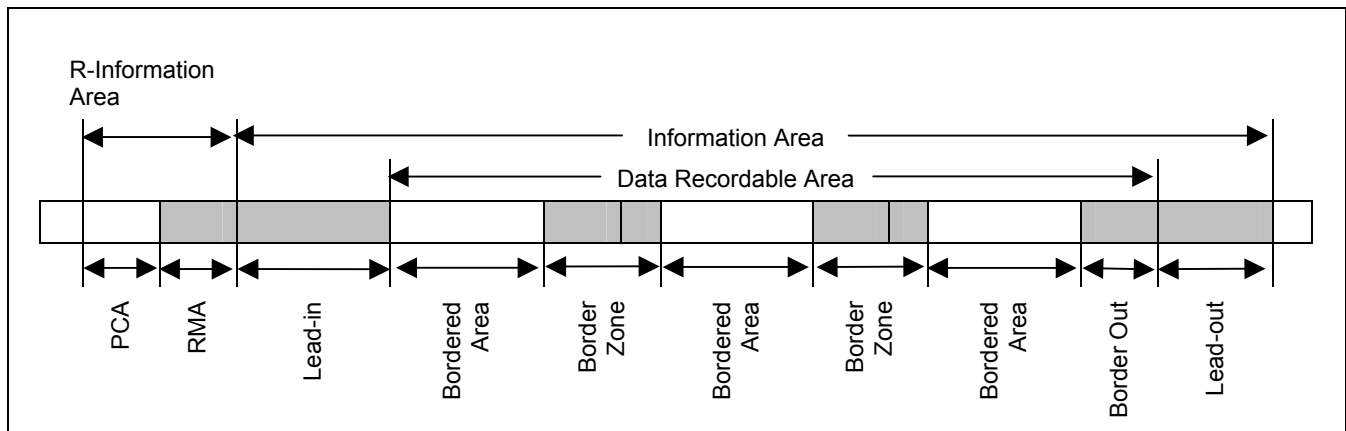 R-Information
Area
Information Area
Data Recordable Area
PCA
RMA
Lead-in
Bordered
Area
Border
Zone
Bordered
Area
Border
Zone
Bordered
Area
Border Out
Lead-out